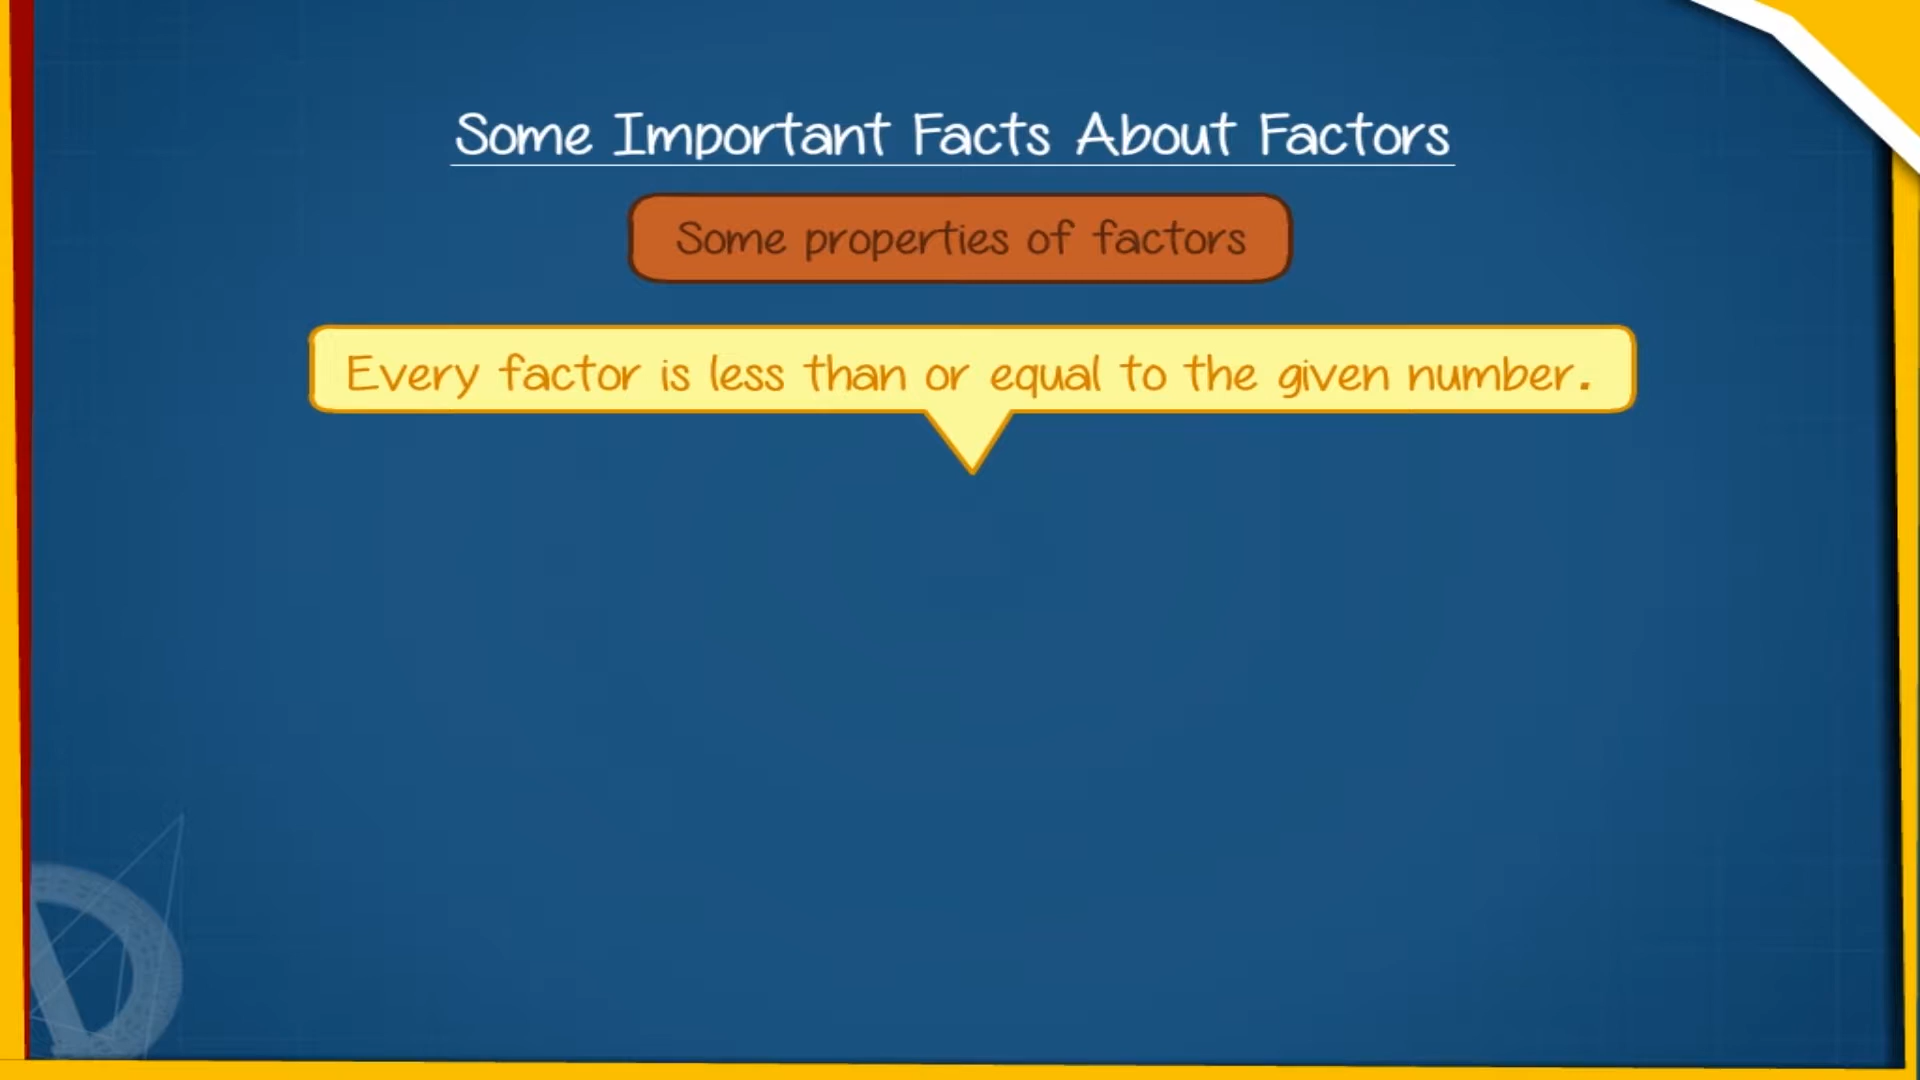 Some Important Facts About Factors
Some properties of factors
Every factor is less than or equal to the given number.